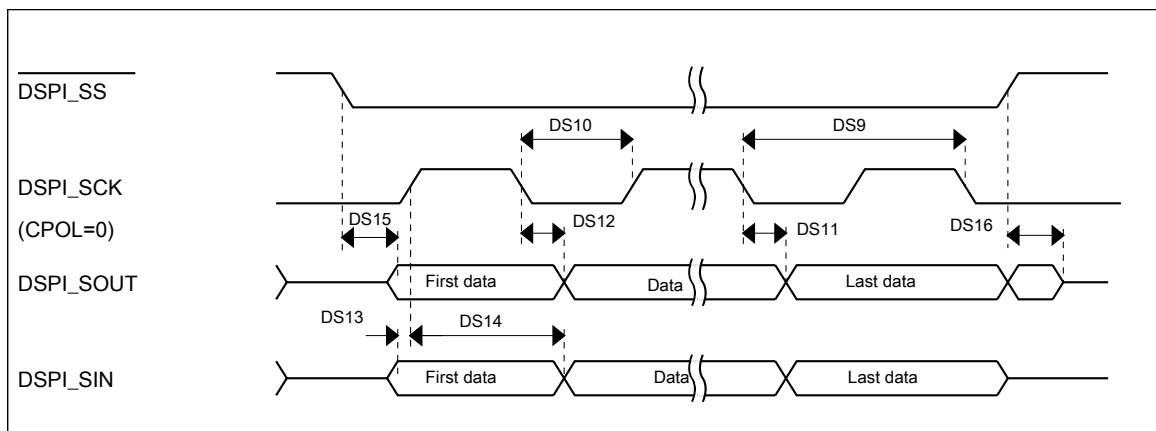 DSPI_SS
DS10
DS9
DSPI_SCK
(CPOL=0)
DS15
DS12
DS11
DS16
DSPI_SOUT
First data
Data
Last data
DS13
DS14
DSPI_SIN
First data
Data
Last data